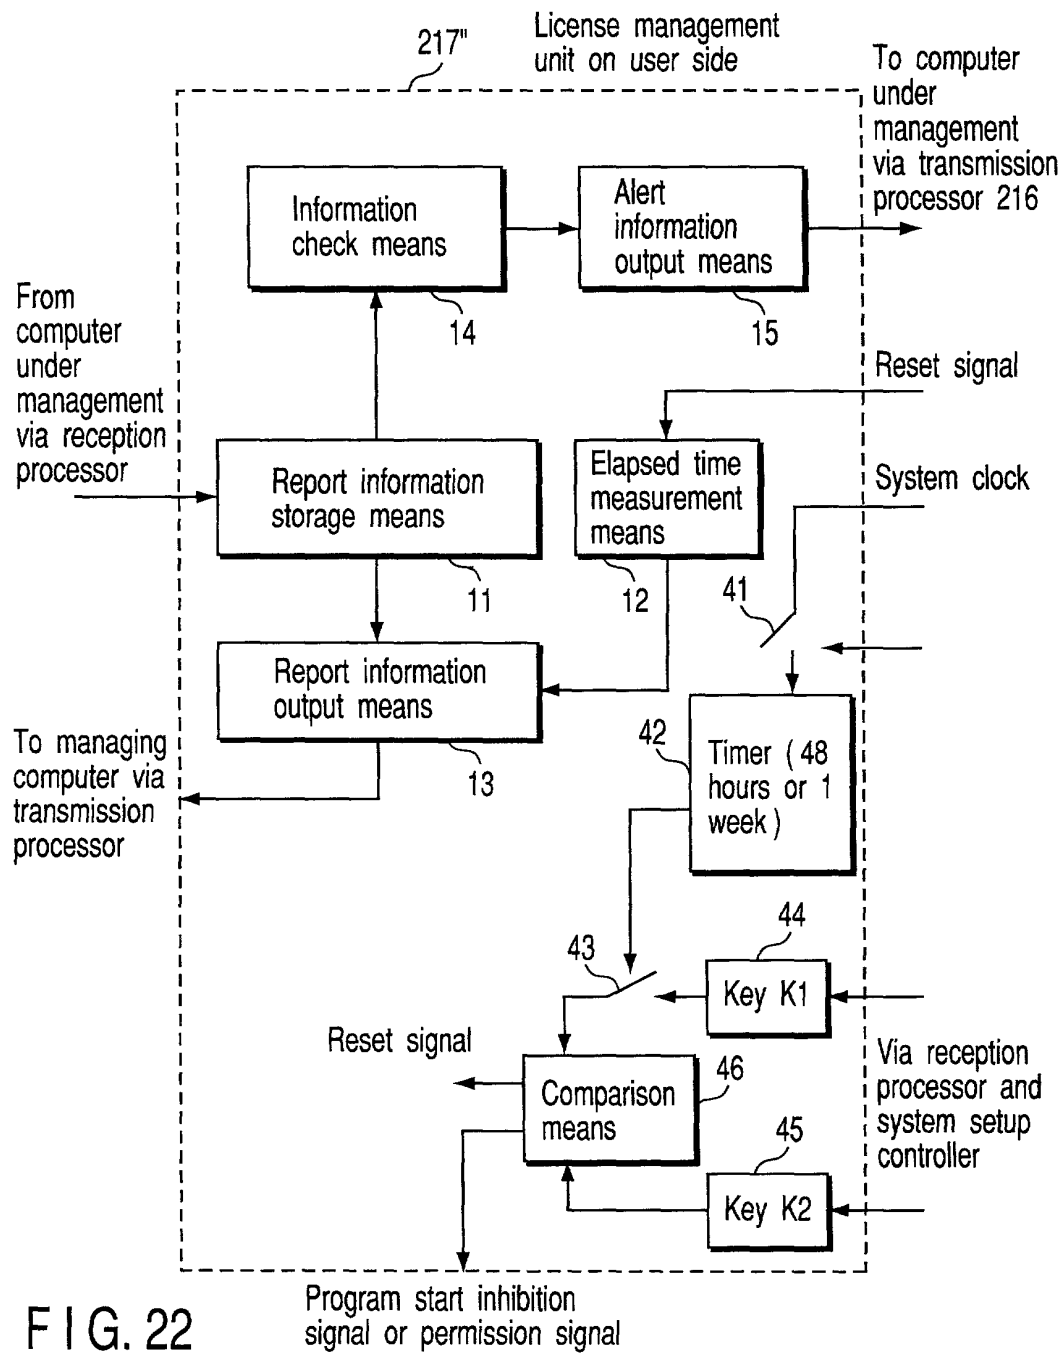 License management
unit on user side
217"
To computer
under
management
via transmission
processor 216
Information
check means
14
Alert
information
output means
15
From
computer
under
management
via reception
processor
Reset signal
Report information
storage means
11
Elapsed time
measurement
means
12
System clock
41
Report information
output means
13
To managing
computer via
transmission
processor
42
Timer ( 48
hours or 1
week )
43
44
Key K1
Reset signal
Comparison
means
46
Via reception
processor and
system setup
controller
45
Key K2
Program start inhibition
signal or permission signal
FIG. 22